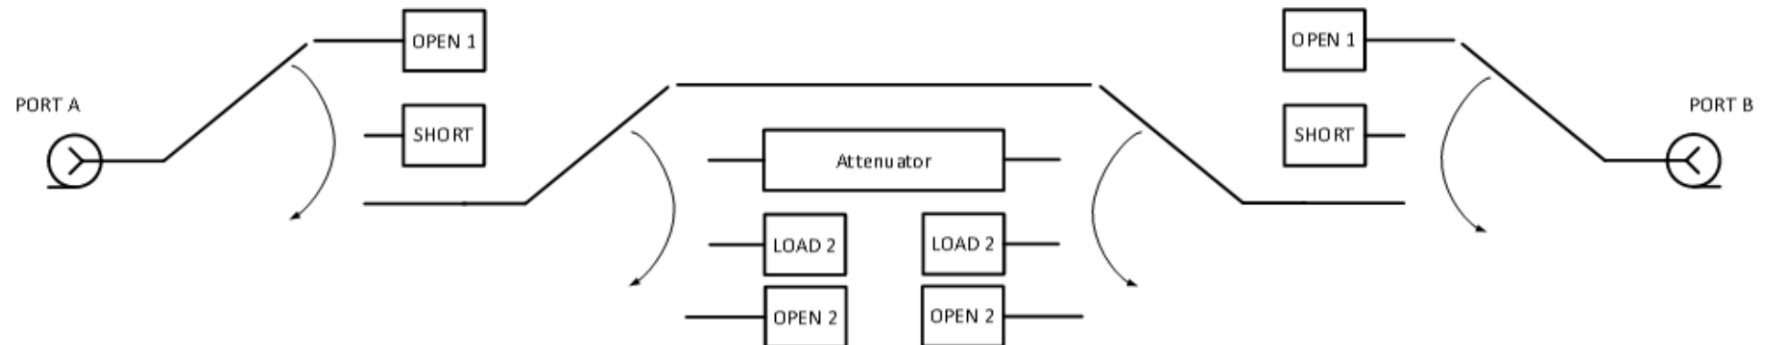 OPEN 1
OPEN 1
PORT A
PORT B
SHORT
SHORT
Attenuator
LOAD 2
LOAD 2
OPEN 2
OPEN 2